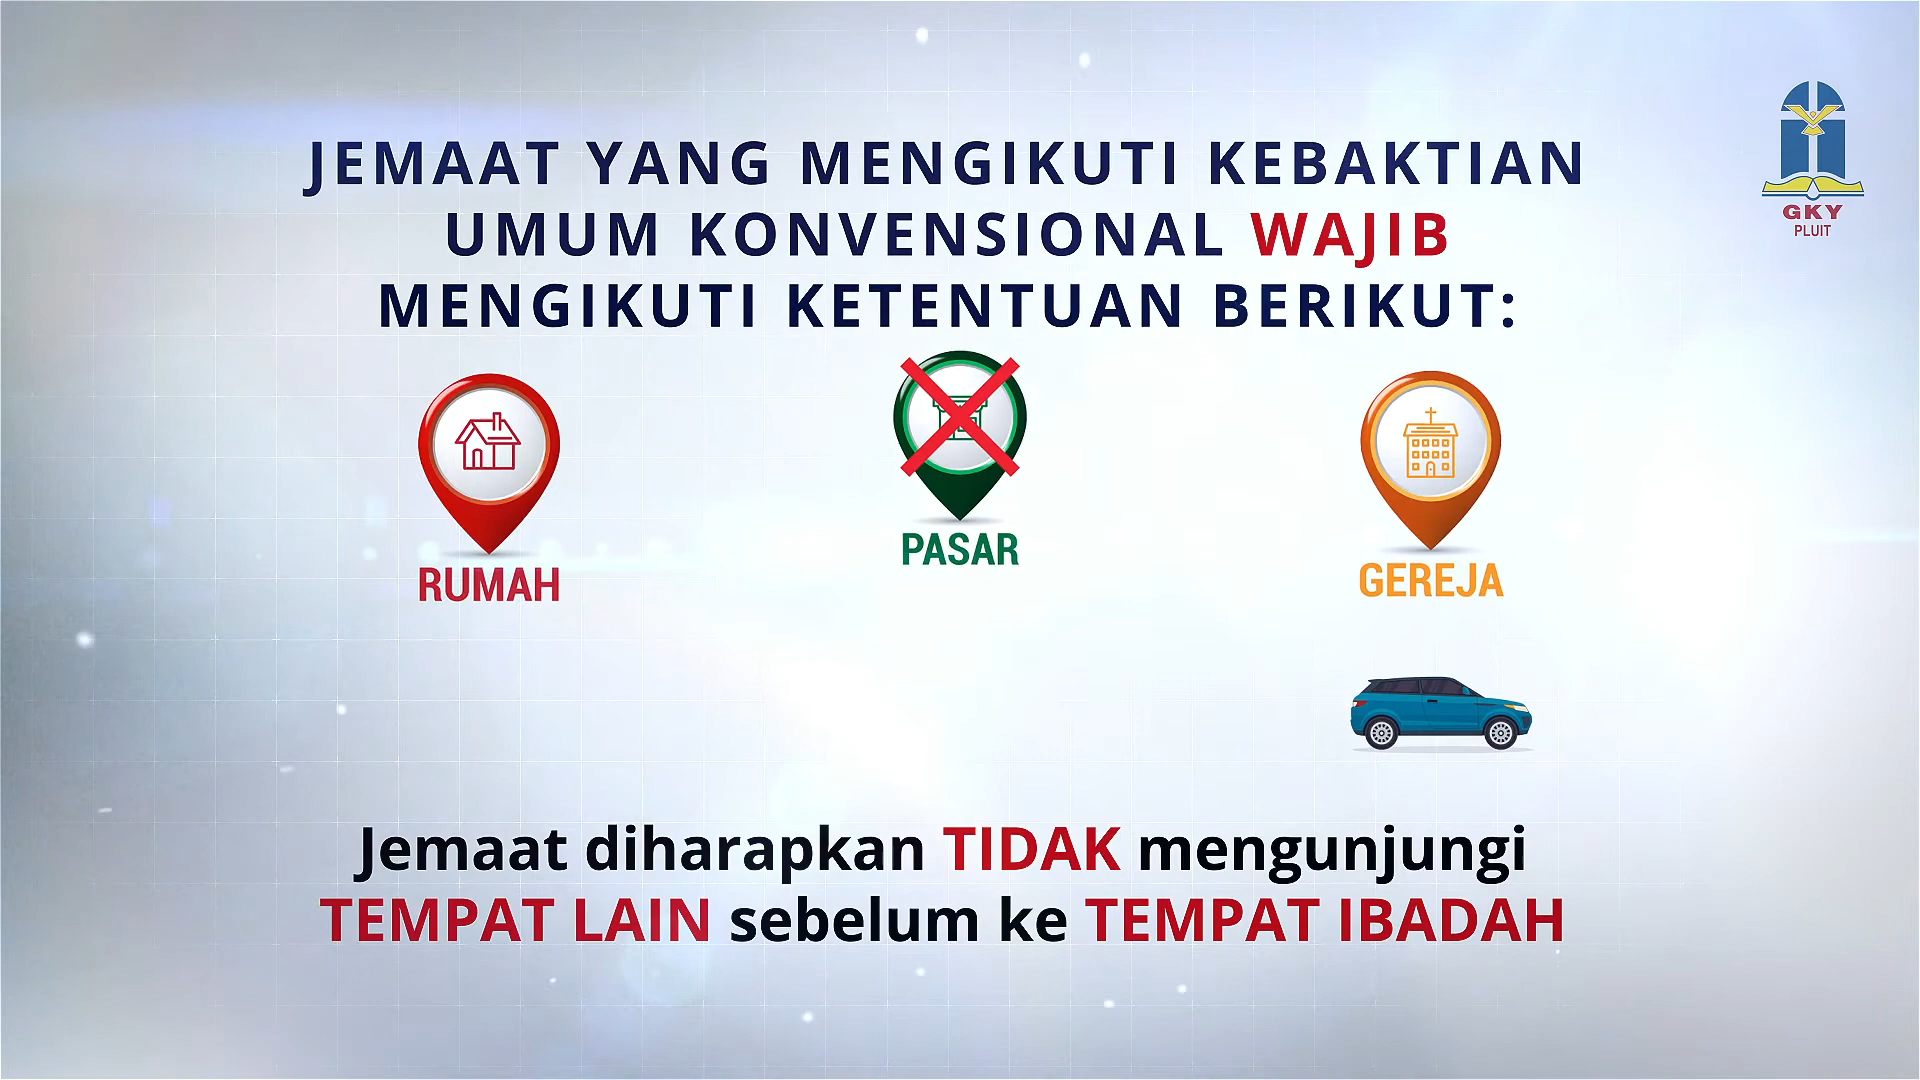 JEMAAT YANG MENGIKUTI KEBAKTIAN
UMUM KONVENSIONAL WAJIB
MENGIKUTI KETENTUAN BERIKUT:
GKY
PLUIT
RUMAH
PASAR
GEREJA
Jemaat diharapkan TIDAK mengunjungi
TEMPAT LAIN sebelum ke TEMPAT IBADAH